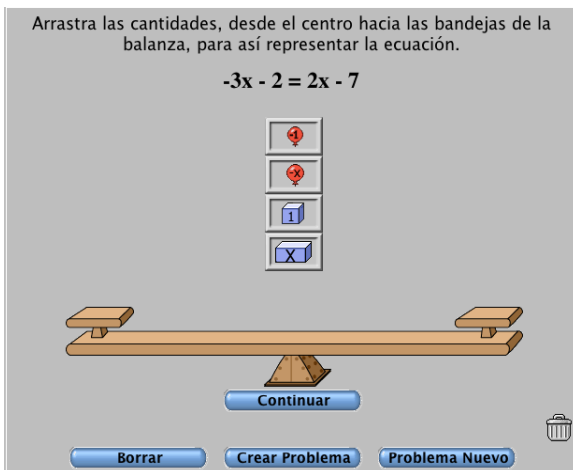 Arrastra las cantidades, desde el centro hacia las bandejas de la
balanza, para así representar la ecuación.
-3x - 2 = 2x - 7
-1
-X
1
X
Continuar
Borrar
Crear Problema
Problema Nuevo